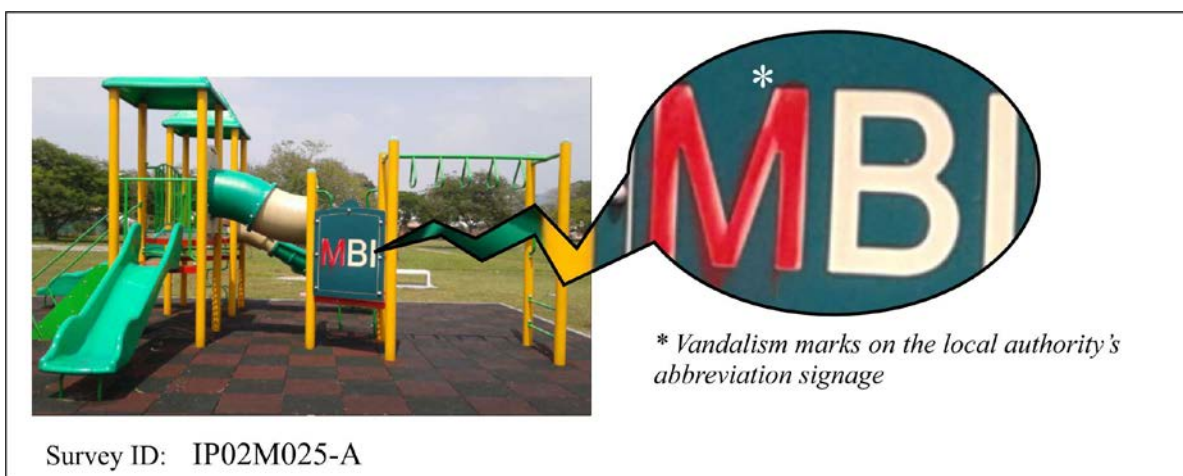 MBI
*
MBI
* Vandalism marks on the local authority's
abbreviation signage
Survey ID: IP02M025-A